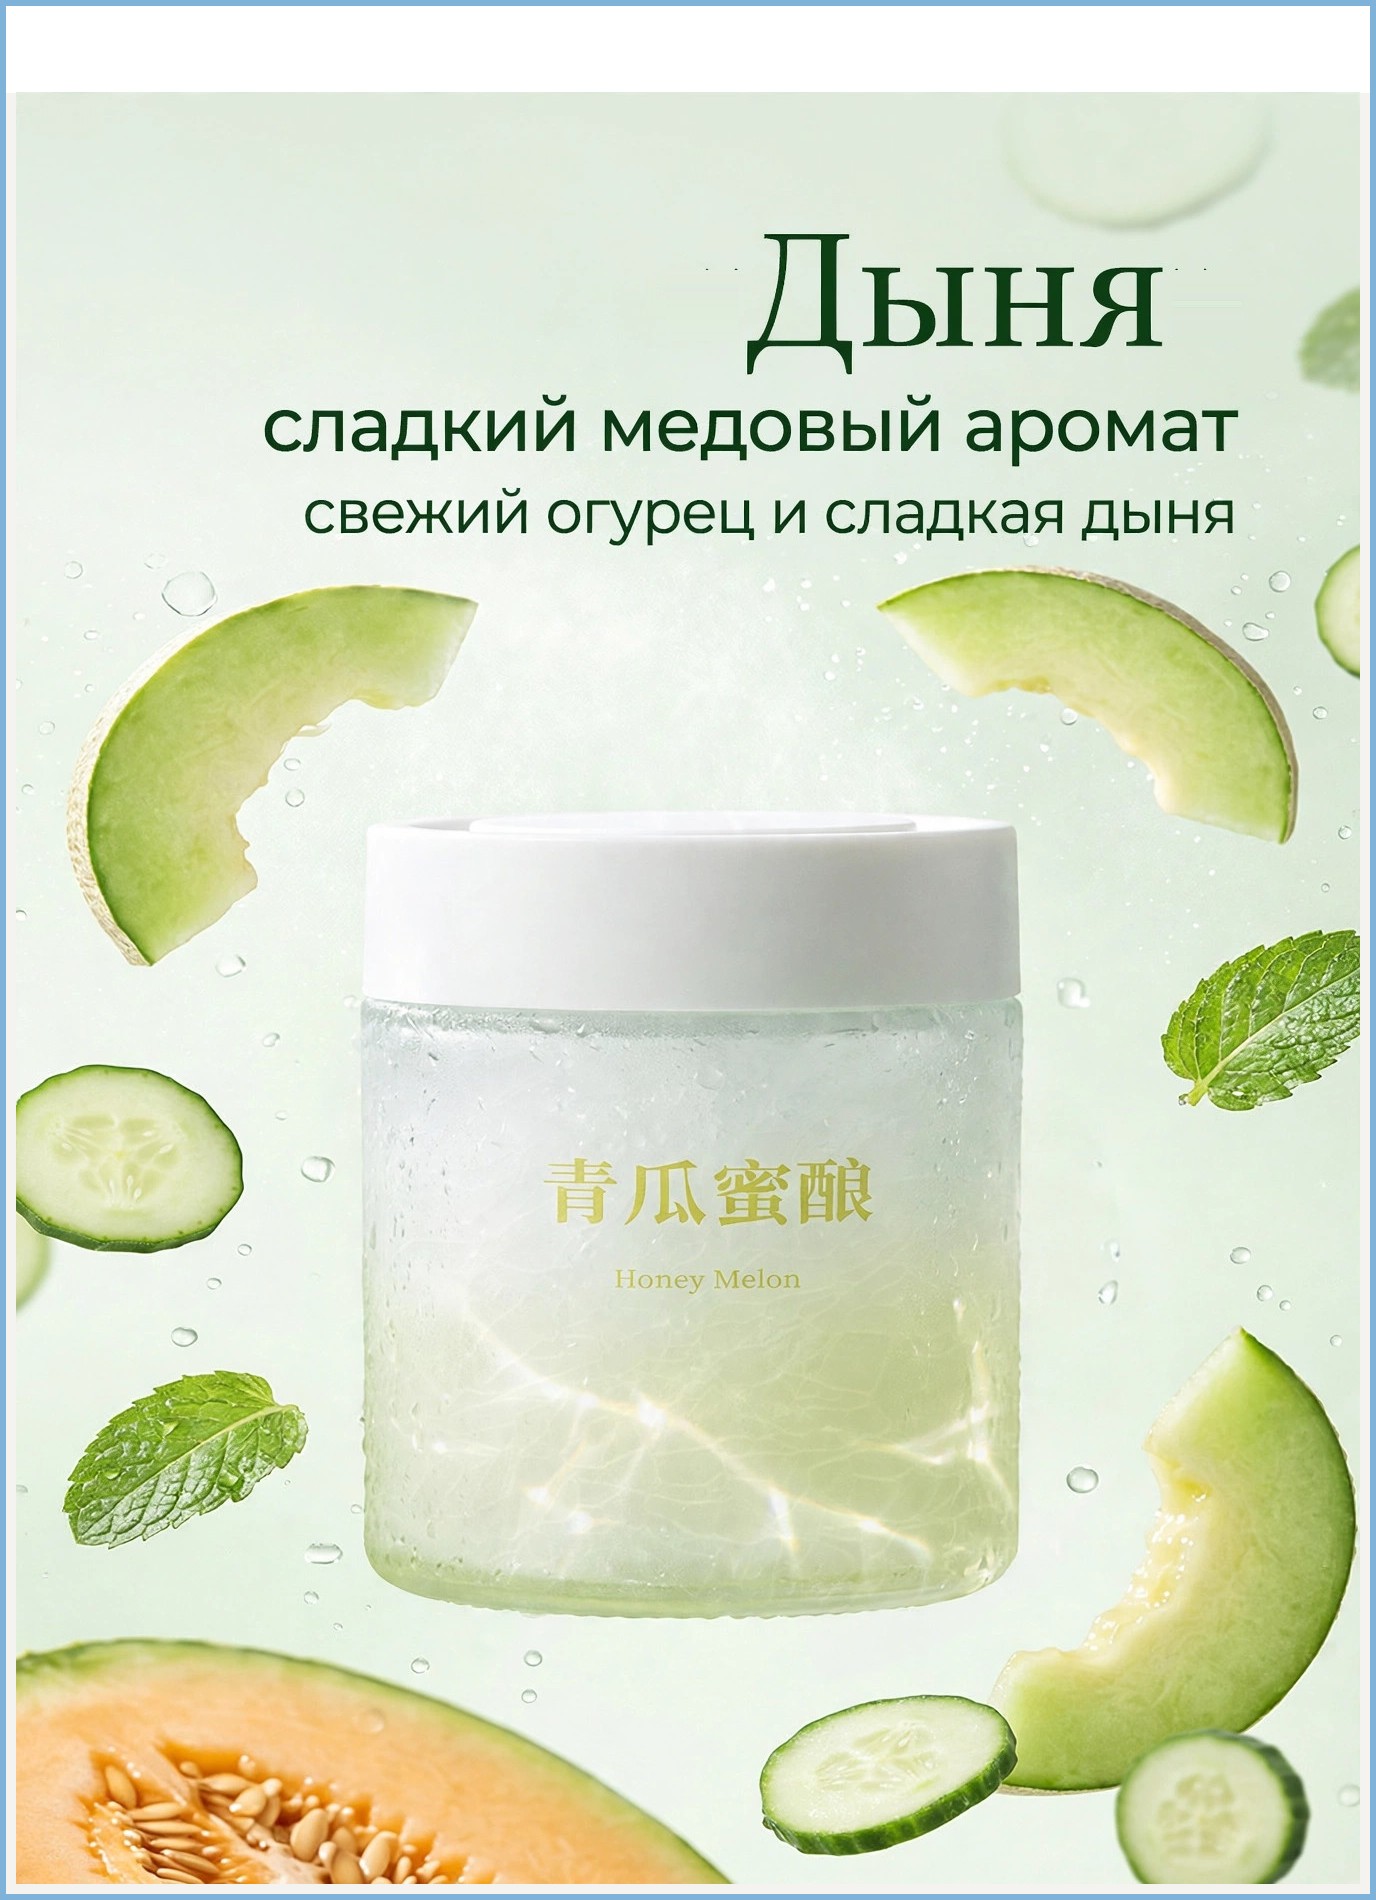 Дыня
сладкий медовый аромат
свежий огурец и сладкая дыня
青瓜蜜酿
Honey Melon